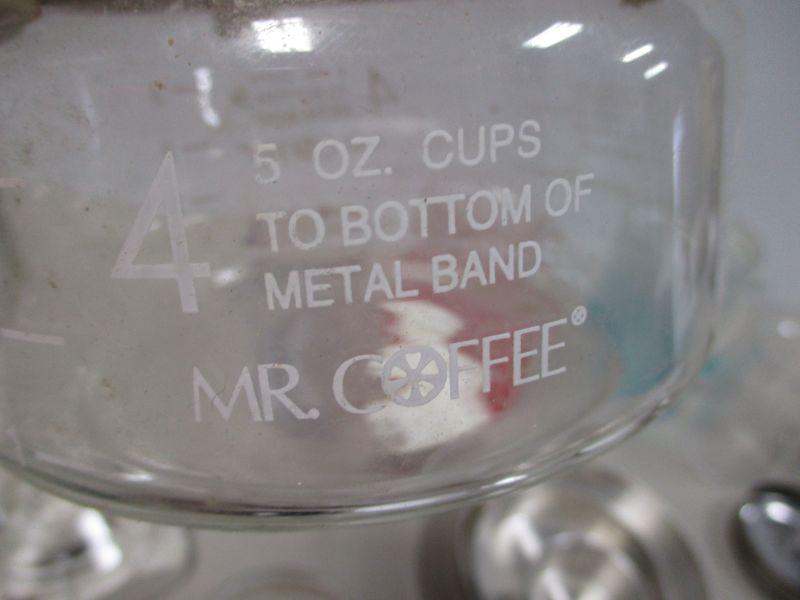 4
5 OZ. CUPS
TO BOTTOM OF
METAL BAND
MR. COFFEE®